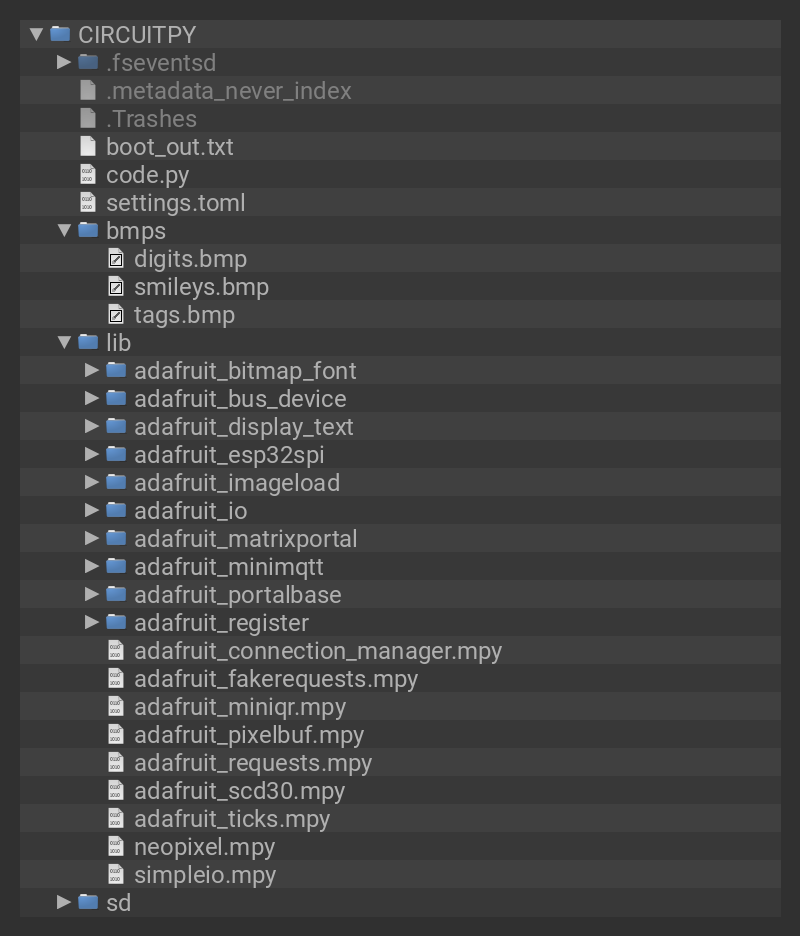 CIRCUITPY
.fseventsd
.metadata_never_index
.Trashes
boot_out.txt
code.py
settings.toml
bmps
digits.bmp
smileys.bmp
tags.bmp
lib
adafruit_bitmap_font
adafruit_bus_device
adafruit_display_text
adafruit_esp32spi
adafruit_imageload
adafruit_io
adafruit_matrixportal
adafruit_minimqtt
adafruit_portalbase
adafruit_register
adafruit_connection_manager.mpy
adafruit_fakerequests.mpy
adafruit_miniqr.mpy
adafruit_pixelbuf.mpy
adafruit_requests.mpy
adafruit_scd30.mpy
adafruit_ticks.mpy
neopixel.mpy
simpleio.mpy
sd